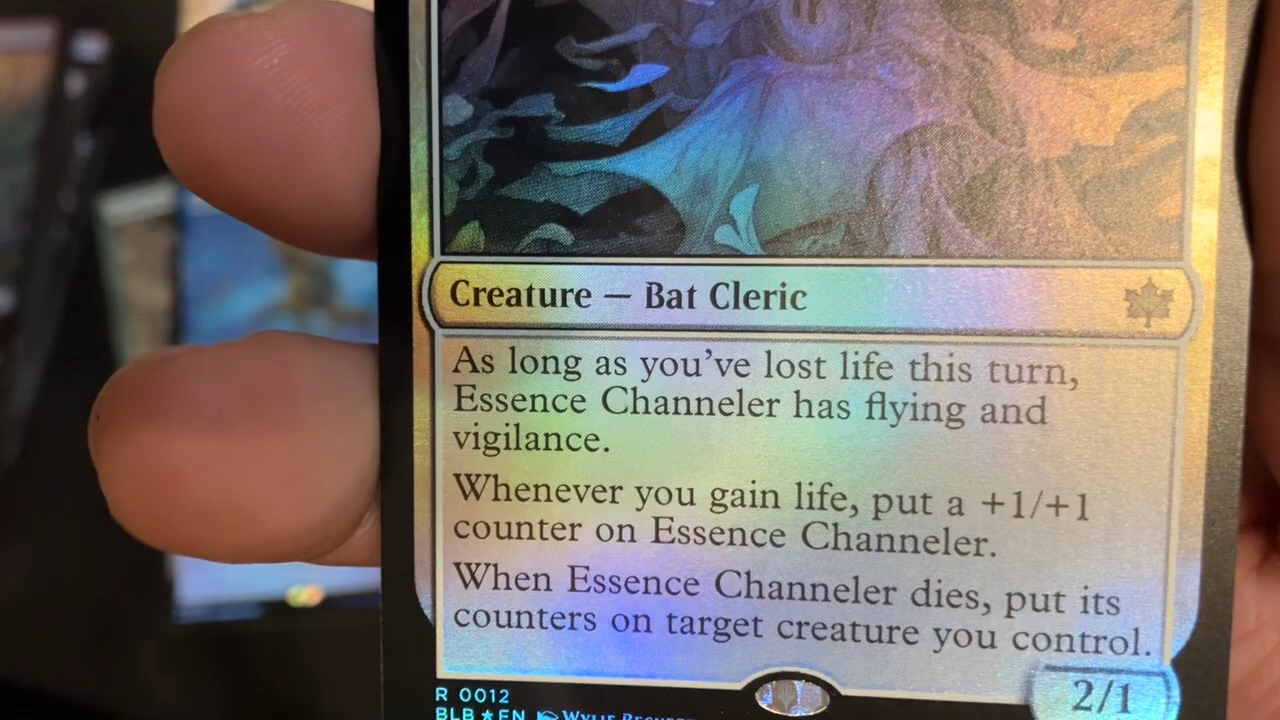 Creature — Bat Cleric
As long as you've lost life this turn,
Essence Channeler has flying and
vigilance.
Whenever you gain life, put a +1/+1
counter on Essence Channeler.
When Essence Channeler dies, put its
counters on target creature you control.
R 0012
2/1
BLB★EN